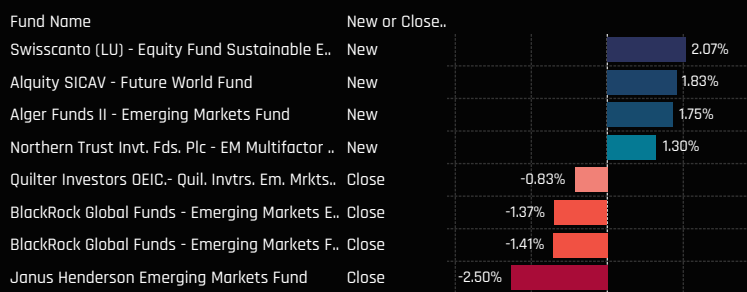 Fund Name New or Close..
Swisscanto (LU) - Equity Fund Sustainable E.. New 2.07%
Alquity SICAV - Future World Fund New 1.83%
Alger Funds II - Emerging Markets Fund New 1.75%
Northern Trust Invt. Fds. Plc - EM Multifactor .. New 1.30%
Quilter Investors OEIC.- Quil. Invtrs. Em. Mrkts.. Close -0.83%
BlackRock Global Funds - Emerging Markets E.. Close -1.37%
BlackRock Global Funds - Emerging Markets F.. Close -1.41%
Janus Henderson Emerging Markets Fund Close -2.50%